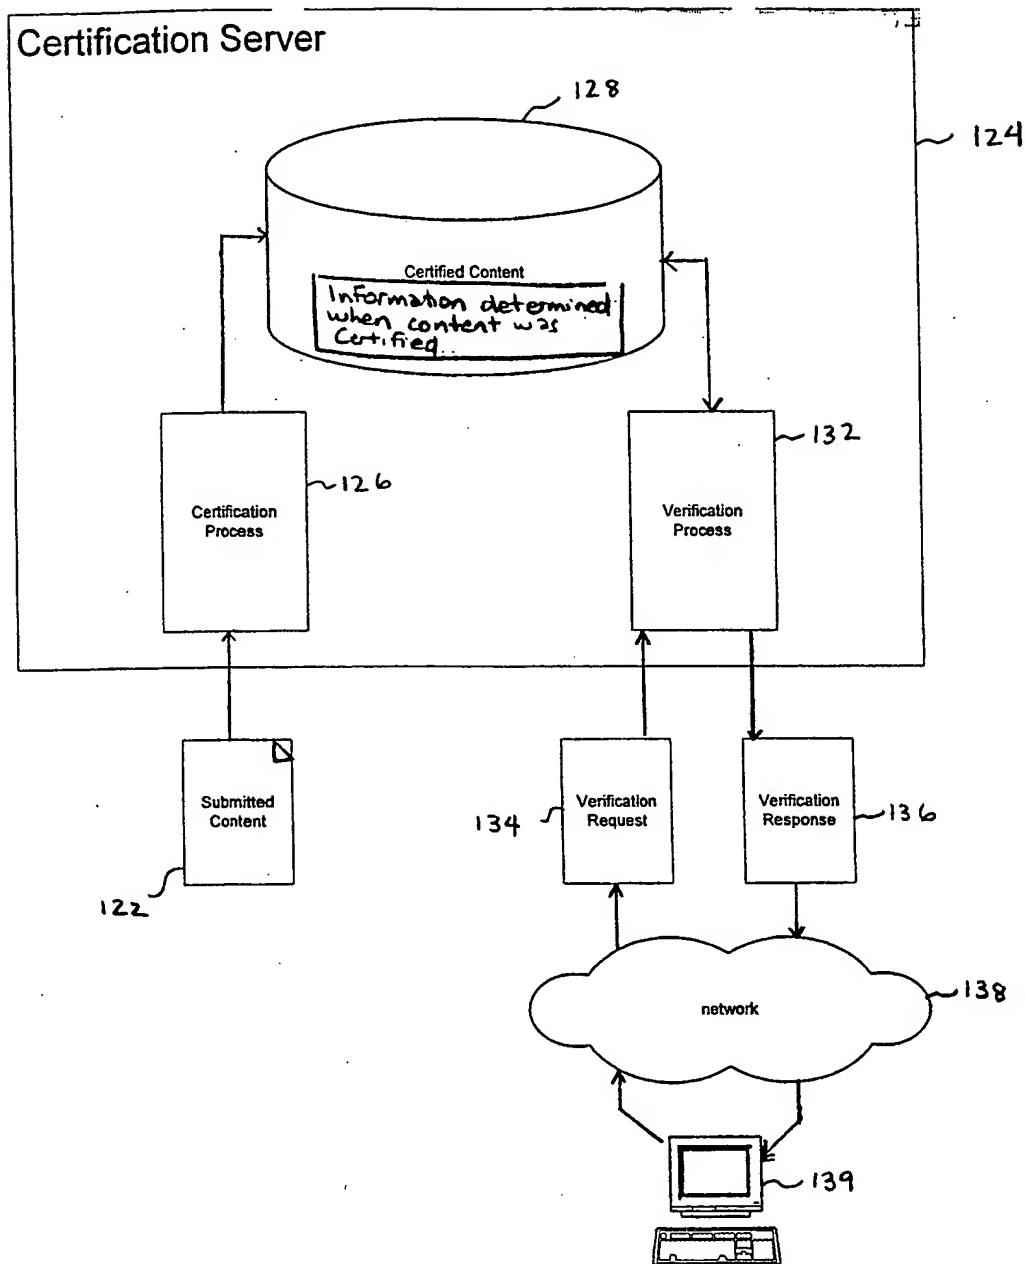 Certification Server
128
124
Certified Content
Information determined
when content was
Certified
132
126
Certification
Process
Verification
Process
Submitted
Content
Verification
Request
Verification
Response
134
136
122
network
138
139